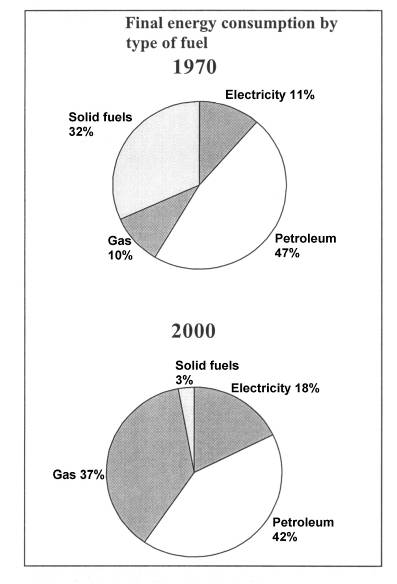 Final energy consumption by
type of fuel
1970
Electricity 11%
Solid fuels
32%
Gas
10%
Petroleum
47%
2000
Solid fuels
3%
Electricity 18%
Gas 37%
Petroleum
42%